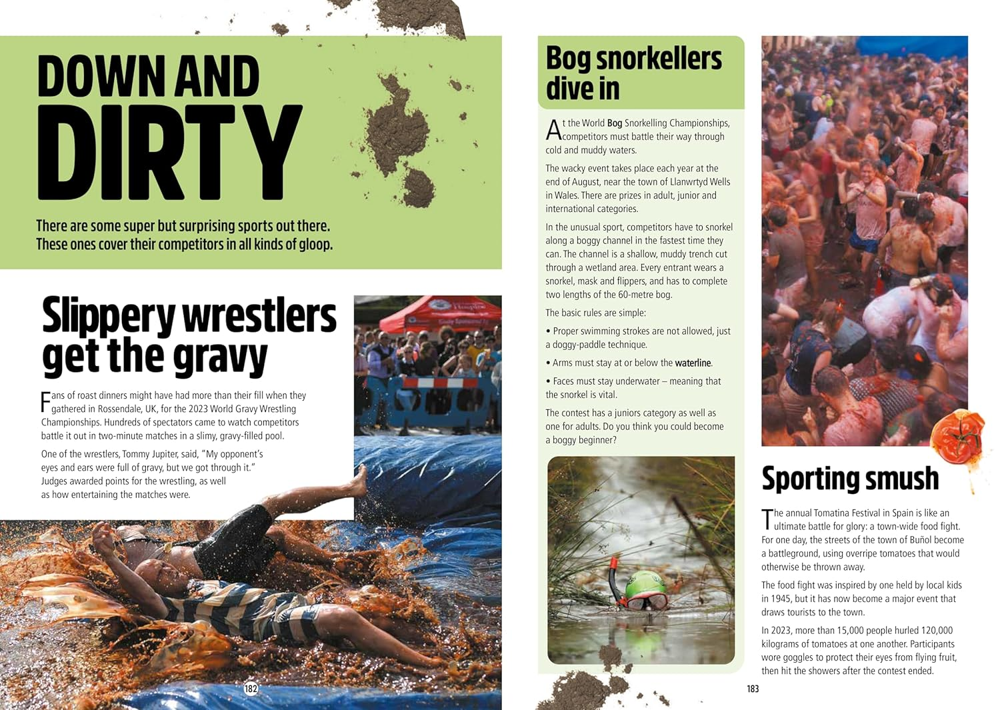 DOWN AND
DIRTY
There are some super but surprising sports out there.
These ones cover their competitors in all kinds of gloop.
Slippery wrestlers
get the gravy
Fans of roast dinners might have had more than their fill when they
gathered in Rossendale, UK, for the 2023 World Gravy Wrestling
Championships. Hundreds of spectators came to watch competitors
battle it out in two-minute matches in a slimy, gravy-filled pool.
One of the wrestlers, Tommy Jupiter, said, “My opponent’s
eyes and ears were full of gravy, but we got through it.”
Judges awarded points for the wrestling, as well
as how entertaining the matches were.
182
Bog snorkellers
dive in
At the World Bog Snorkelling Championships,
competitors must battle their way through
cold and muddy waters.
The wacky event takes place each year at the
end of August, near the town of Llanwrtyd Wells
in Wales. There are prizes in adult, junior and
international categories.
In the unusual sport, competitors have to snorkel
along a boggy channel in the fastest time they
can. The channel is a shallow, muddy trench cut
through a wetland area. Every entrant wears a
snorkel, mask and flippers, and has to complete
two lengths of the 60-metre bog.
The basic rules are simple:
• Proper swimming strokes are not allowed, just
a doggy-paddle technique.
• Arms must stay at or below the waterline.
• Faces must stay underwater – meaning that
the snorkel is vital.
The contest has a juniors category as well as
one for adults. Do you think you could become
a boggy beginner?
Sporting smush
The annual Tomatina Festival in Spain is like an
ultimate battle for glory: a town-wide food fight.
For one day, the streets of the town of Buñol become
a battleground, using overripe tomatoes that would
otherwise be thrown away.
The food fight was inspired by one held by local kids
in 1945, but it has now become a major event that
draws tourists to the town.
In 2023, more than 15,000 people hurled 120,000
kilograms of tomatoes at one another. Participants
wore goggles to protect their eyes from flying fruit,
then hit the showers after the contest ended.
183